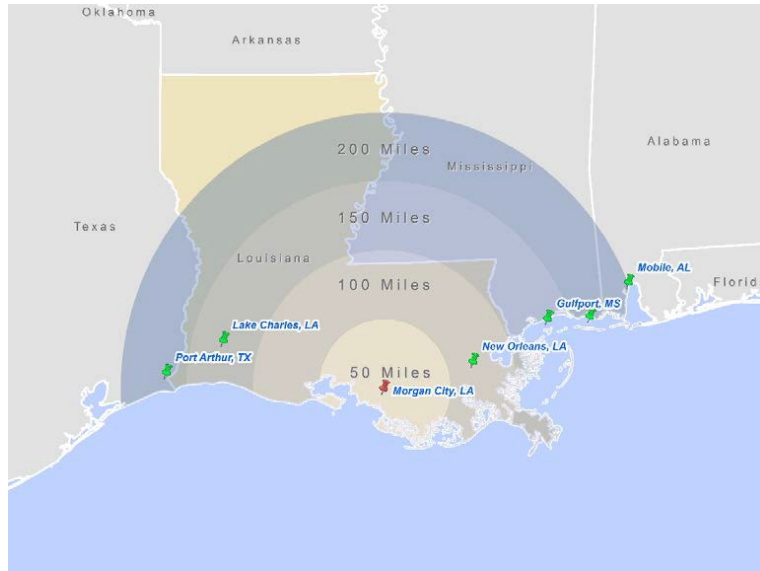 Oklahoma
Arkansas
200 Miles
Mississippi
Alabama
150 Miles
Texas
Louisiana
Mobile, AL
100 Miles
Florid
Gulfport, MS
Lake Charles, LA
New Orleans, LA
Port Arthur, TX
50 Miles
Morgan City, LA